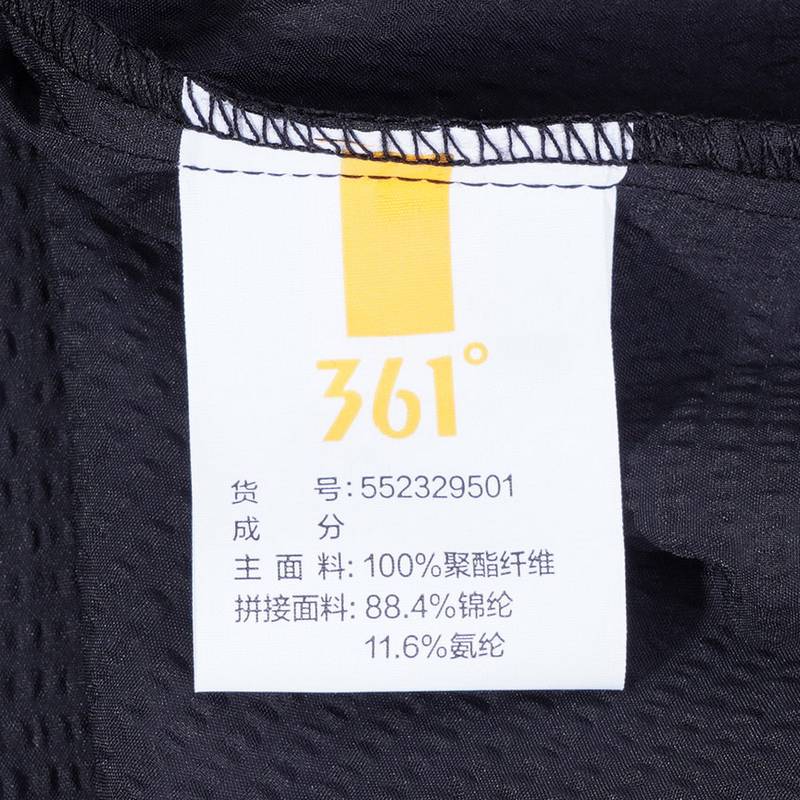 361°
货 号: 552329501
成 分
主 面 料: 100%聚酯纤维
拼接面料: 88.4%锦纶
11.6%氨纶